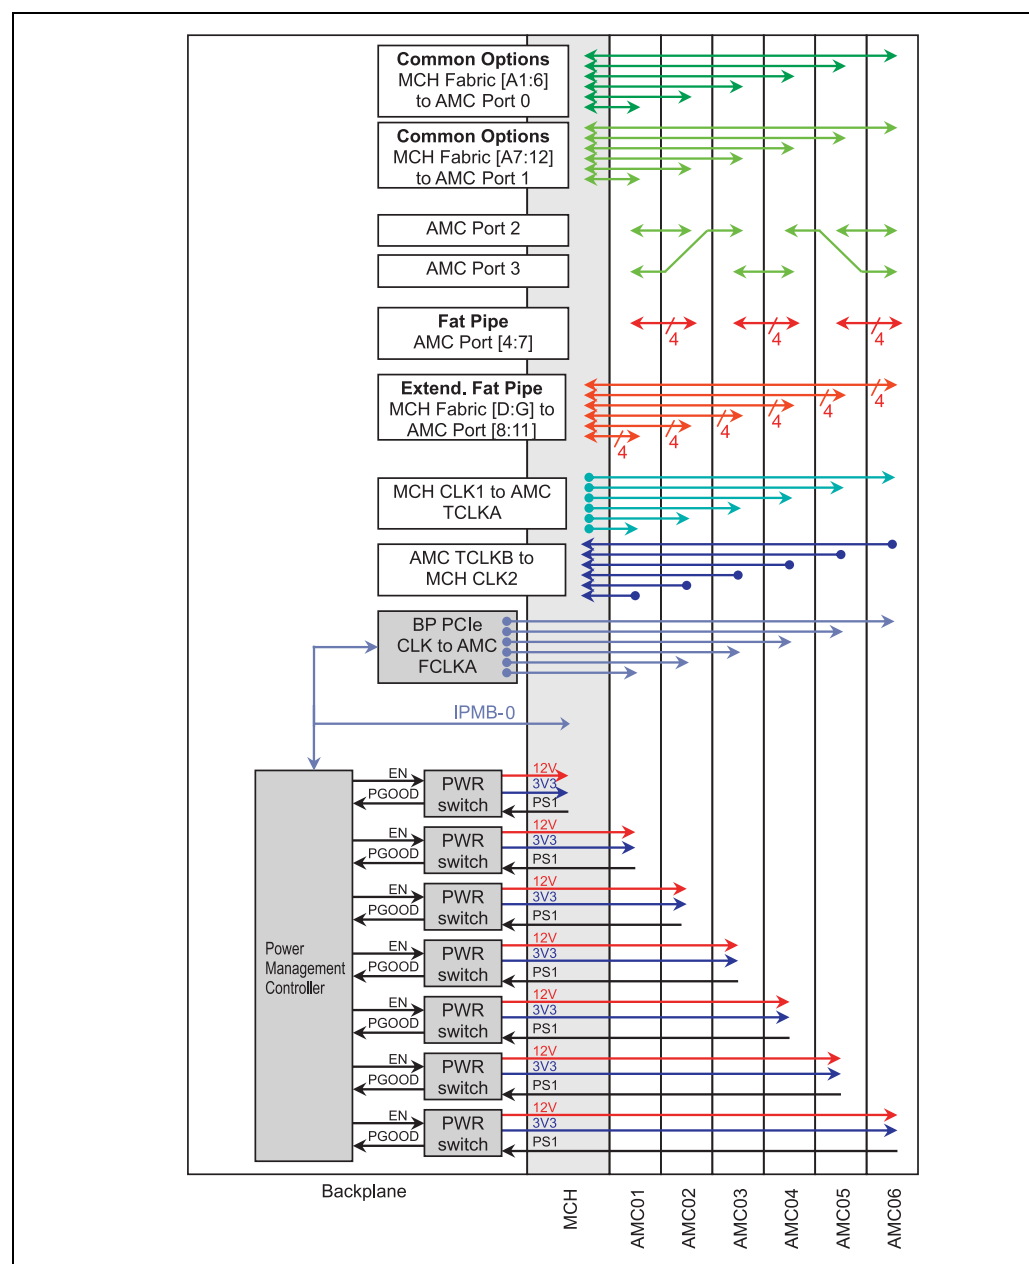 Common Options
MCH Fabric [A1:6]
to AMC Port 0
Common Options
MCH Fabric [A7:12]
to AMC Port 1
AMC Port 2
AMC Port 3
Fat Pipe
AMC Port [4:7]
4
4
4
Extend. Fat Pipe
MCH Fabric [D:G] to
AMC Port [8:11]
4
4
4
4
4
4
MCH CLK1 to AMC
TCLKA
AMC TCLKB to
MCH CLK2
BP PCIe
CLK to AMC
FCLKA
IPMB-0
Power
Management
Controller
EN
PGOOD
PWR
switch
12V
3V3
PS1
EN
PGOOD
PWR
switch
12V
3V3
PS1
EN
PGOOD
PWR
switch
12V
3V3
PS1
EN
PGOOD
PWR
switch
12V
3V3
PS1
EN
PGOOD
PWR
switch
12V
3V3
PS1
EN
PGOOD
PWR
switch
12V
3V3
PS1
EN
PGOOD
PWR
switch
12V
3V3
PS1
Backplane
MCH
AMC01
AMC02
AMC03
AMC04
AMC05
AMC06